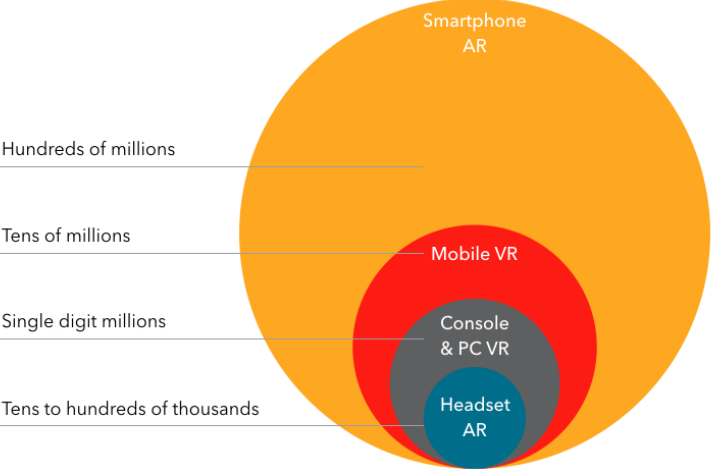 Smartphone
AR
Hundreds of millions
Tens of millions
Mobile VR
Single digit millions
Console
& PC VR
Tens to hundreds of thousands
Headset
AR